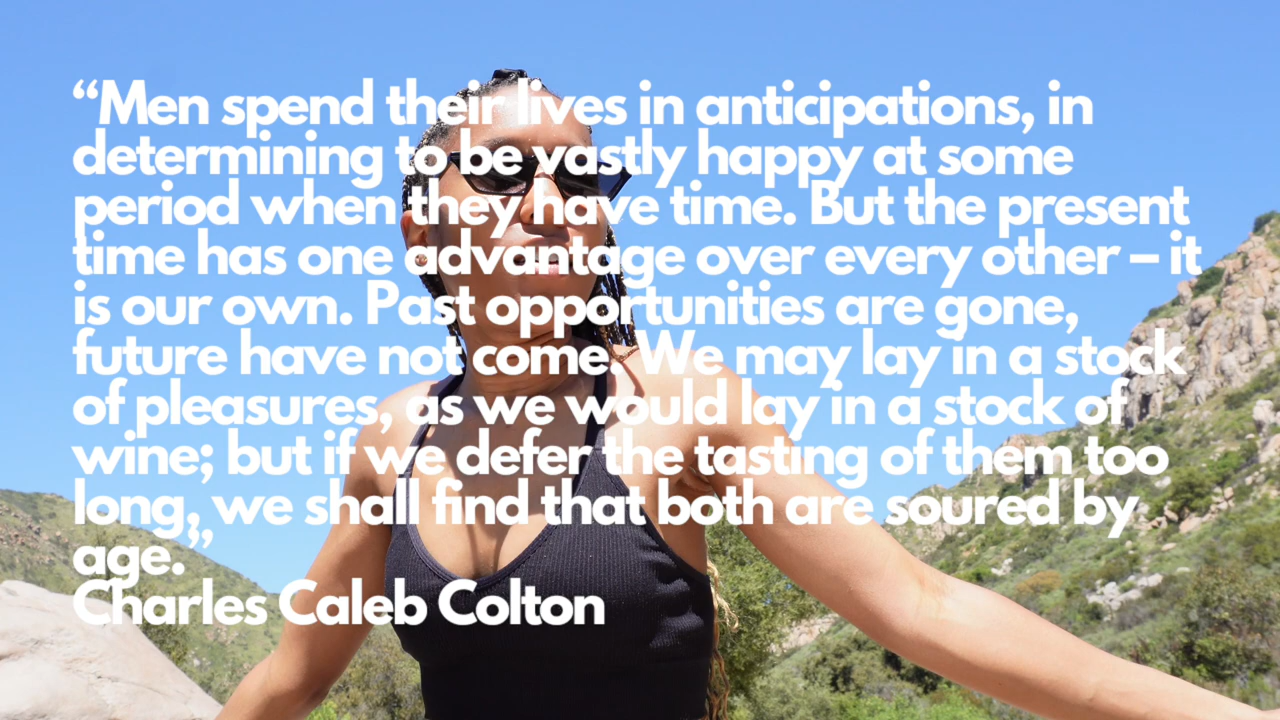 “Men spend their lives in anticipations, in
determining to be vastly happy at some
period when they have time. But the present
time has one advantage over every other – it
is our own. Past opportunities are gone,
future have not come. We may lay in a stock
of pleasures, as we would lay in a stock of
wine; but if we defer the tasting of them too
long, we shall find that both are soured by
age.”
Charles Caleb Colton